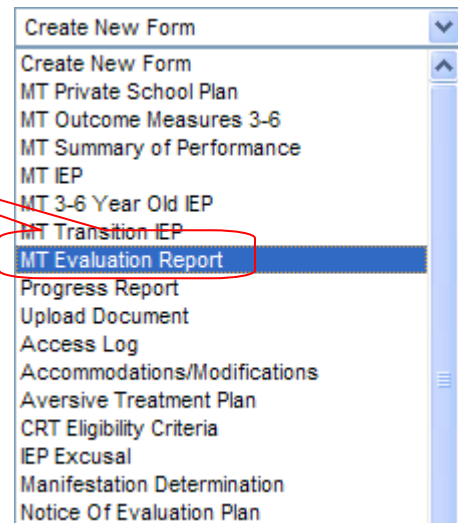 Create New Form
Create New Form
MT Private School Plan
MT Outcome Measures 3-6
MT Summary of Performance
MT IEP
MT 3-6 Year Old IEP
MT Transition IEP
MT Evaluation Report
Progress Report
Upload Document
Access Log
Accommodations/Modifications
Aversive Treatment Plan
CRT Eligibility Criteria
IEP Excusal
Manifestation Determination
Notice Of Evaluation Plan